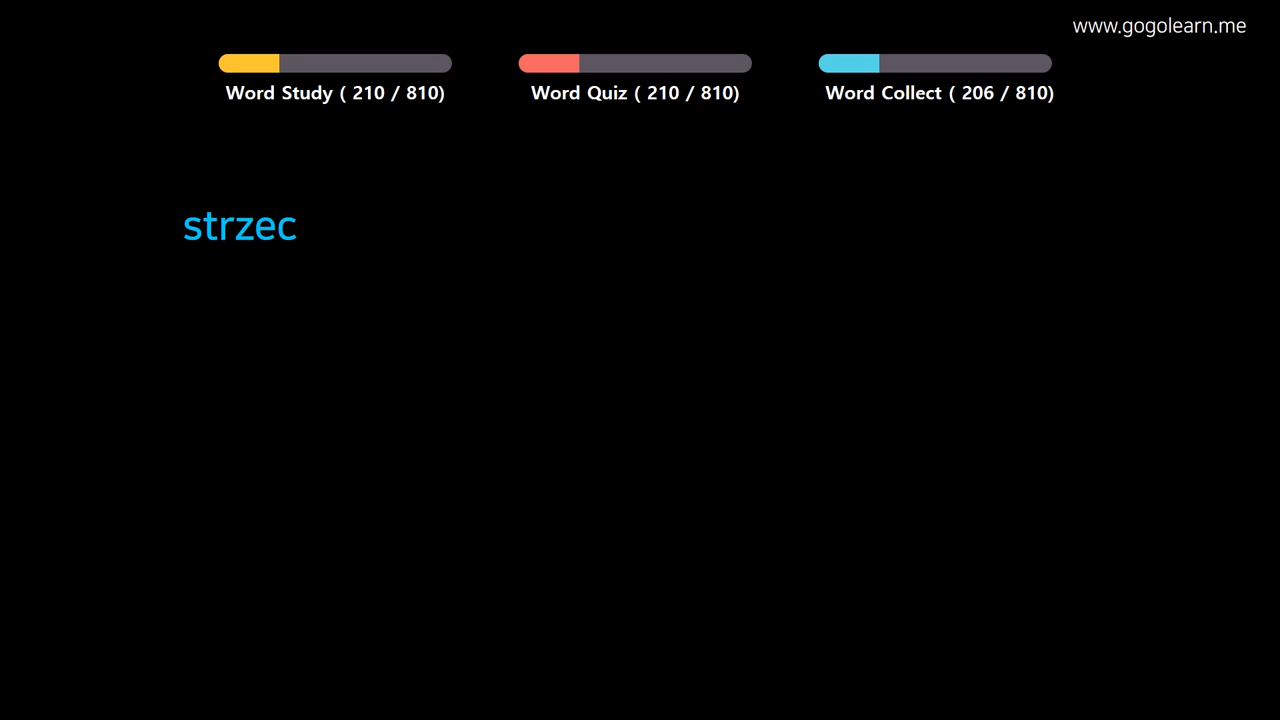 www.gogolearn.me
Word Study ( 210 / 810)
Word Quiz ( 210 / 810)
Word Collect ( 206 / 810)
strzec